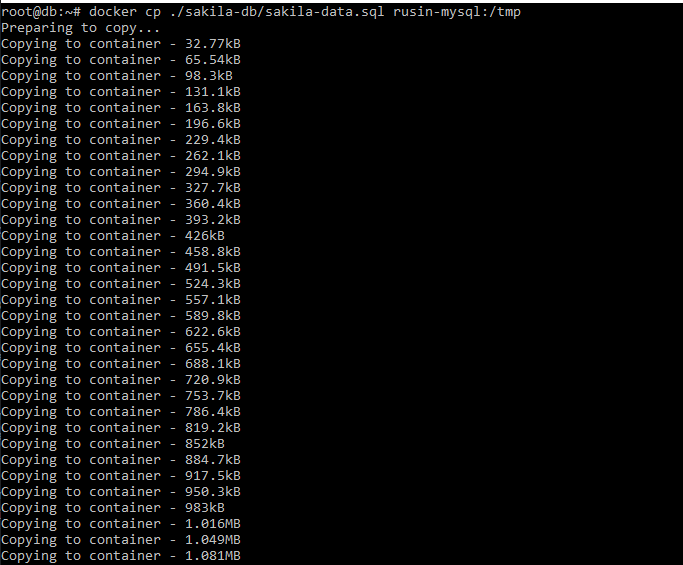 root@db:~# docker cp ./sakila-db/sakila-data.sql rusin-mysql:/tmp
Preparing to copy...
Copying to container - 32.77kB
Copying to container - 65.54kB
Copying to container - 98.3kB
Copying to container - 131.1kB
Copying to container - 163.8kB
Copying to container - 196.6kB
Copying to container - 229.4kB
Copying to container - 262.1kB
Copying to container - 294.9kB
Copying to container - 327.7kB
Copying to container - 360.4kB
Copying to container - 393.2kB
Copying to container - 426kB
Copying to container - 458.8kB
Copying to container - 491.5kB
Copying to container - 524.3kB
Copying to container - 557.1kB
Copying to container - 589.8kB
Copying to container - 622.6kB
Copying to container - 655.4kB
Copying to container - 688.1kB
Copying to container - 720.9kB
Copying to container - 753.7kB
Copying to container - 786.4kB
Copying to container - 819.2kB
Copying to container - 852kB
Copying to container - 884.7kB
Copying to container - 917.5kB
Copying to container - 950.3kB
Copying to container - 983kB
Copying to container - 1.016MB
Copying to container - 1.049MB
Copying to container - 1.081MB